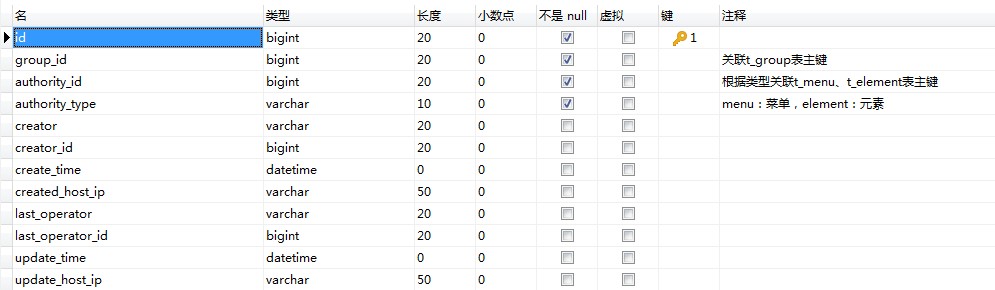 名 类型 长度 小数点 不是 null 虚拟 键 注释
id bigint 20 0 1
group_id bigint 20 0 关联t_group表主键
authority_id bigint 20 0 根据类型关联t_menu、t_element表主键
authority_type varchar 10 0 menu：菜单，element：元素
creator varchar 20 0
creator_id bigint 20 0
create_time datetime 0 0
created_host_ip varchar 50 0
last_operator varchar 20 0
last_operator_id bigint 20 0
update_time datetime 0 0
update_host_ip varchar 50 0